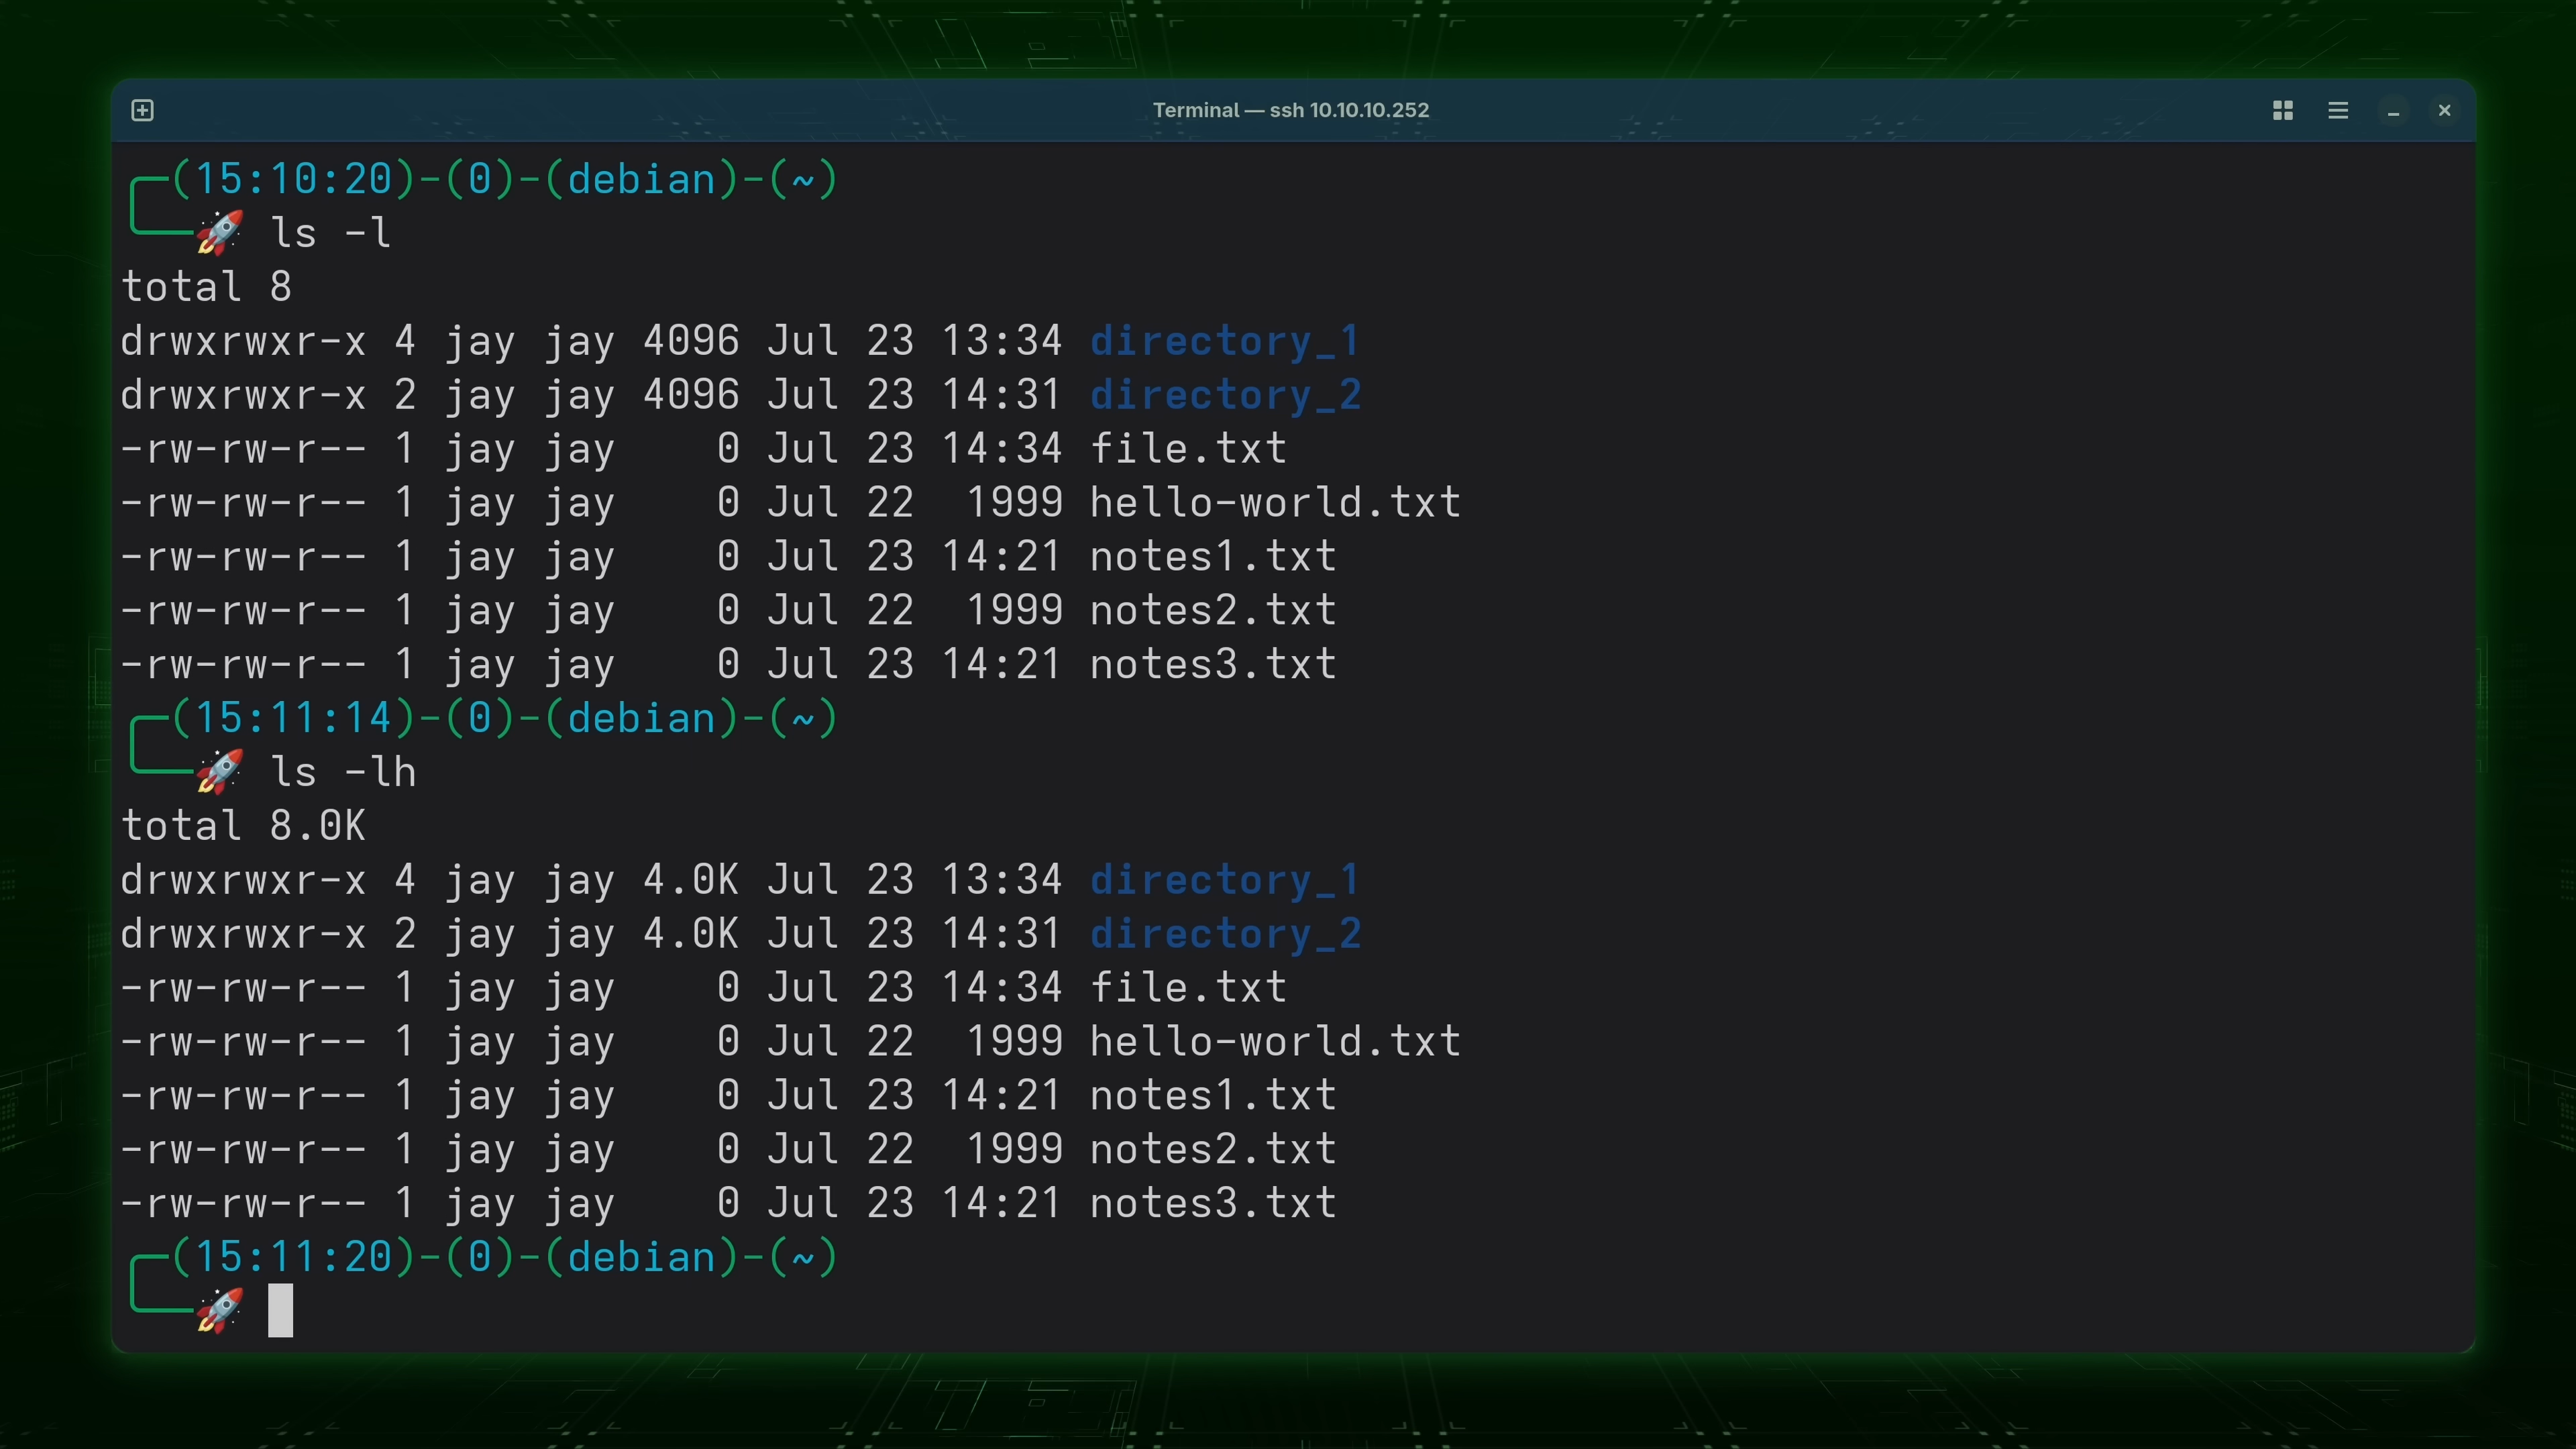 Terminal — ssh 10.10.10.252
(15:10:20)-(0)-(debian)-(~)
🚀 ls -l
total 8
drwxrwxr-x 4 jay jay 4096 Jul 23 13:34 directory_1
drwxrwxr-x 2 jay jay 4096 Jul 23 14:31 directory_2
-rw-rw-r-- 1 jay jay    0 Jul 23 14:34 file.txt
-rw-rw-r-- 1 jay jay    0 Jul 22  1999 hello-world.txt
-rw-rw-r-- 1 jay jay    0 Jul 23 14:21 notes1.txt
-rw-rw-r-- 1 jay jay    0 Jul 22  1999 notes2.txt
-rw-rw-r-- 1 jay jay    0 Jul 23 14:21 notes3.txt
(15:11:14)-(0)-(debian)-(~)
🚀 ls -lh
total 8.0K
drwxrwxr-x 4 jay jay 4.0K Jul 23 13:34 directory_1
drwxrwxr-x 2 jay jay 4.0K Jul 23 14:31 directory_2
-rw-rw-r-- 1 jay jay    0 Jul 23 14:34 file.txt
-rw-rw-r-- 1 jay jay    0 Jul 22  1999 hello-world.txt
-rw-rw-r-- 1 jay jay    0 Jul 23 14:21 notes1.txt
-rw-rw-r-- 1 jay jay    0 Jul 22  1999 notes2.txt
-rw-rw-r-- 1 jay jay    0 Jul 23 14:21 notes3.txt
(15:11:20)-(0)-(debian)-(~)
🚀